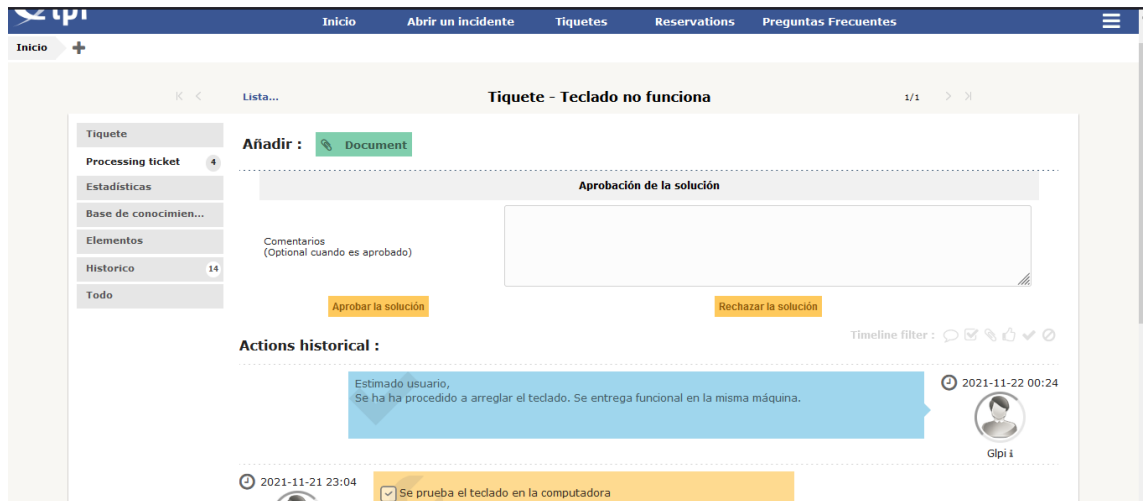 Glpi
Inicio Abrir un incidente Tiquetes Reservations Preguntas Frecuentes
Inicio
Lista... Tiquete - Teclado no funciona 1/1
Tiquete
Processing ticket 4
Estadísticas
Base de conocimien...
Elementos
Historico 14
Todo
Añadir : Document
Aprobación de la solución
Comentarios
(Optional cuando es aprobado)
Aprobar la solución Rechazar la solución
Timeline filter :
Actions historical :
Estimado usuario,
Se ha ha procedido a arreglar el teclado. Se entrega funcional en la misma máquina.
2021-11-22 00:24
Glpi i
2021-11-21 23:04
Se prueba el teclado en la computadora